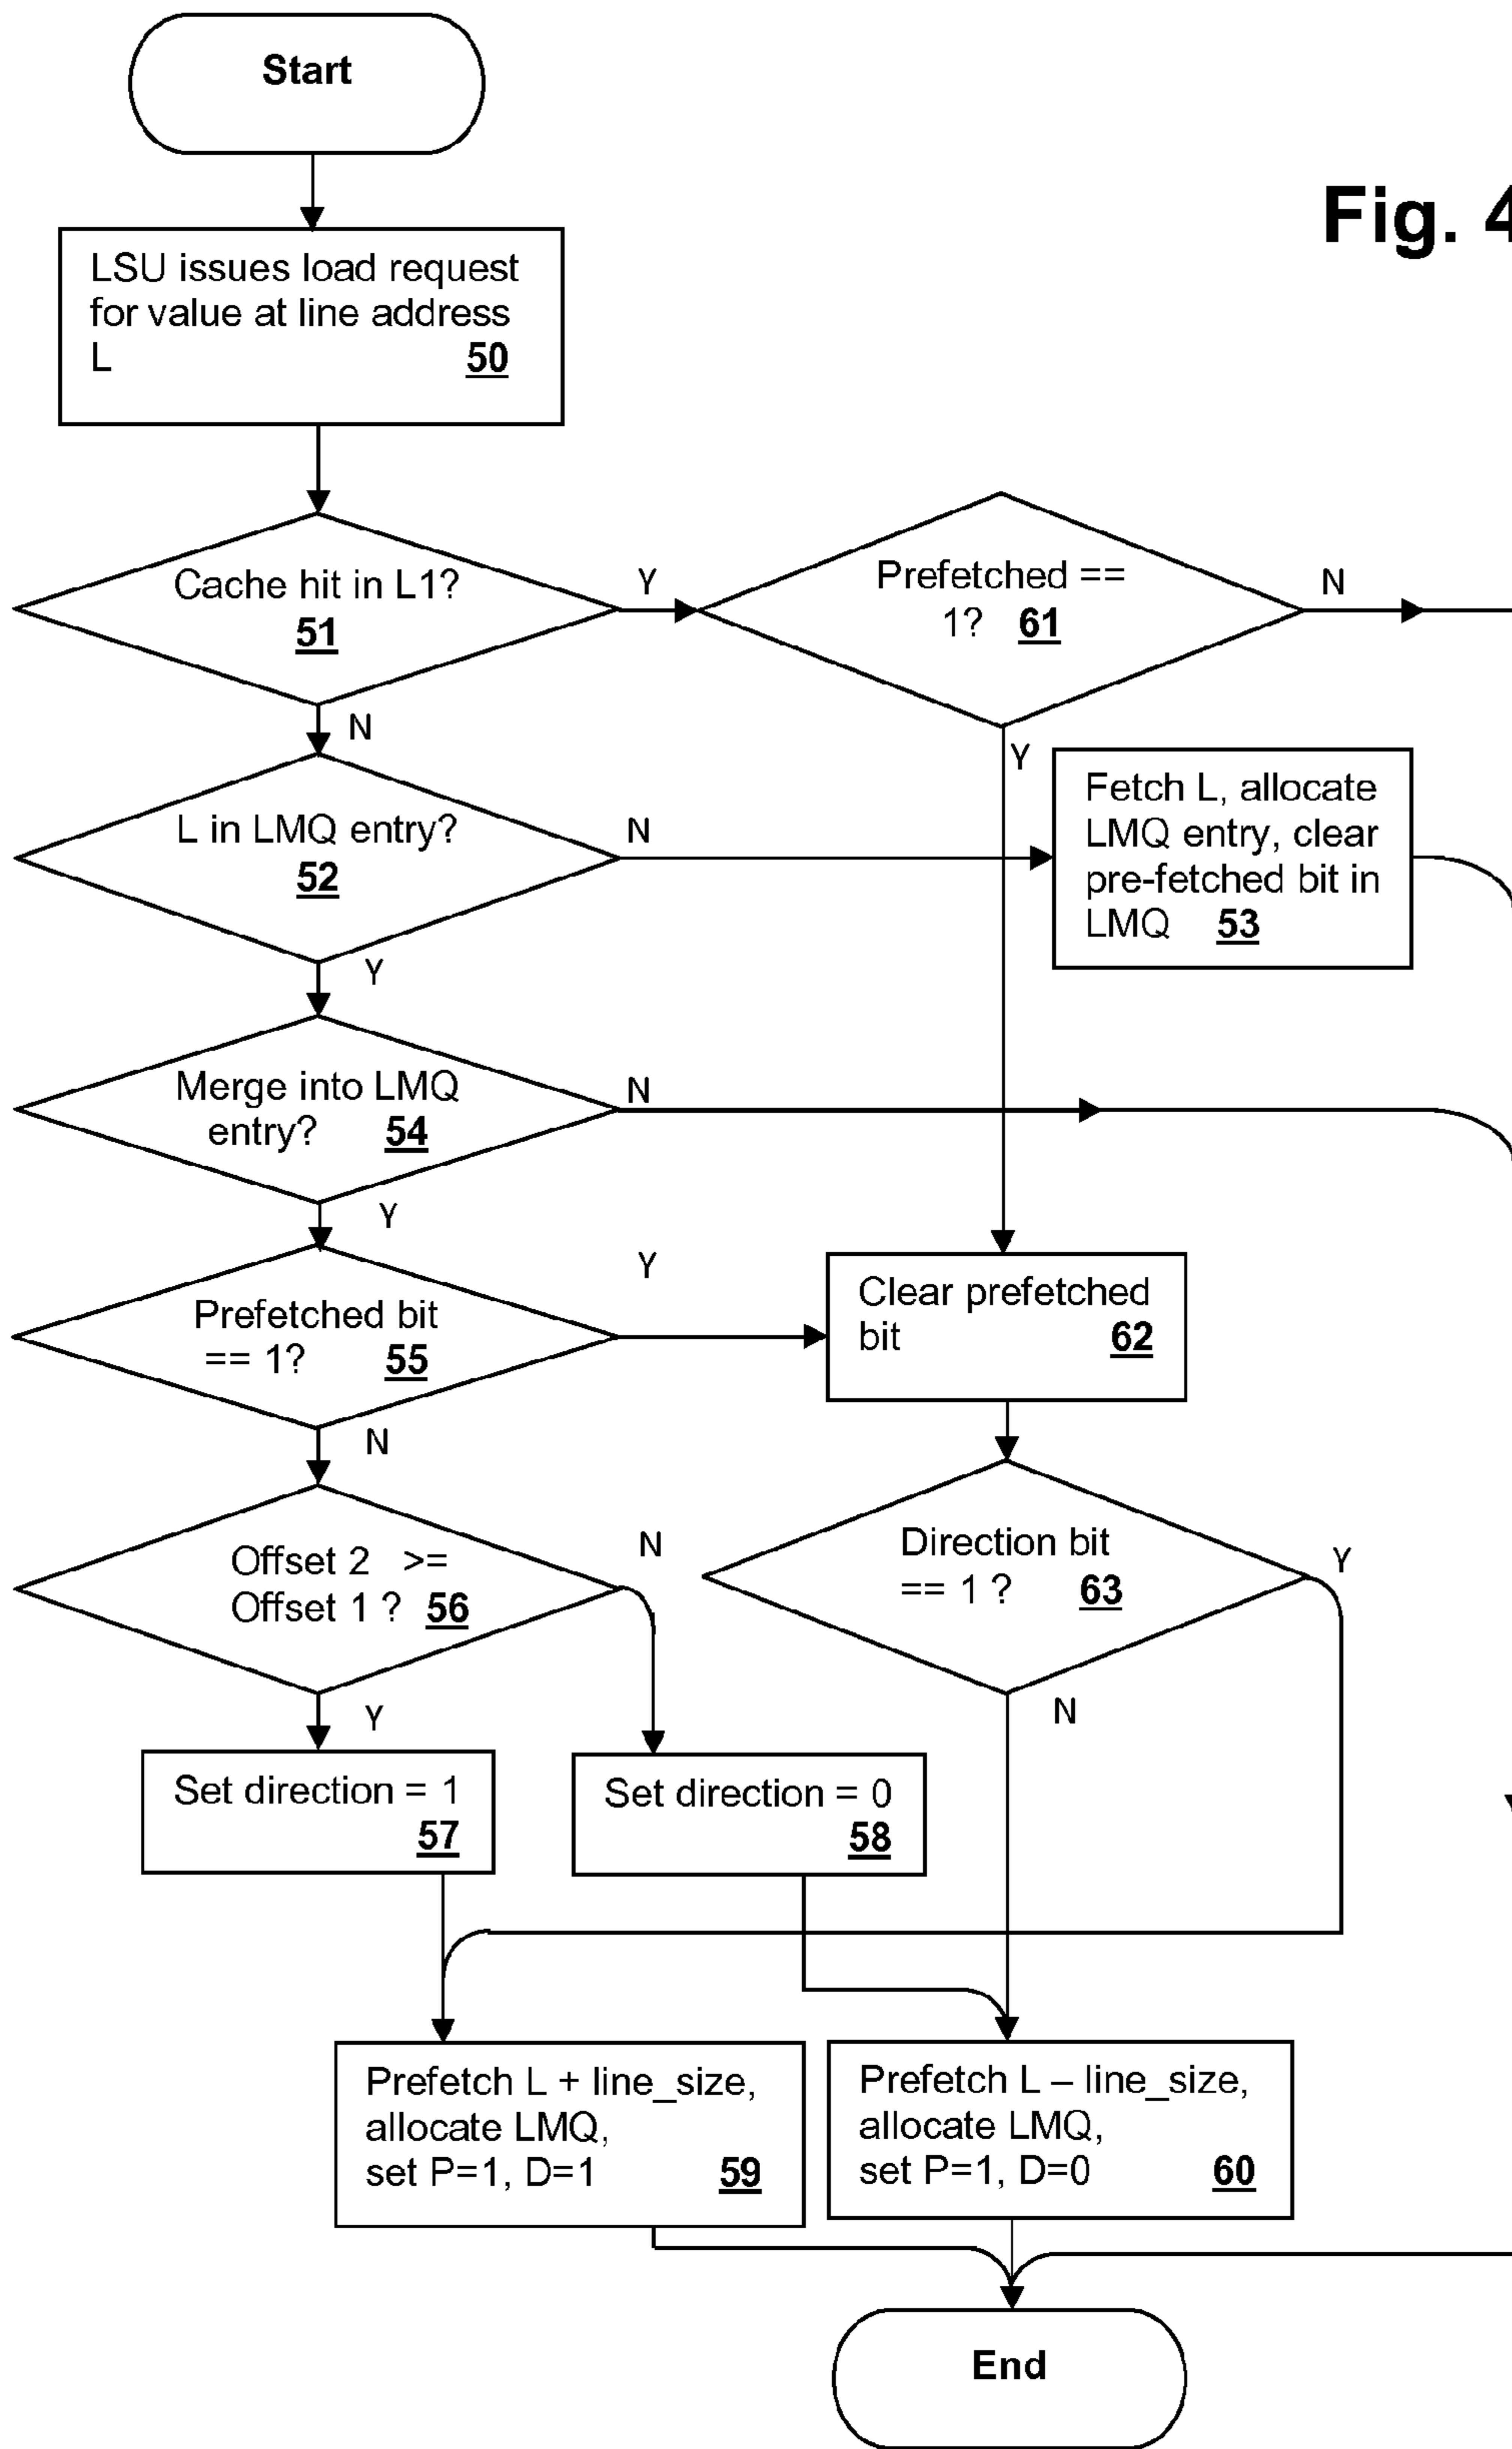 Start
Fig. 4
LSU issues load request
for value at line address
L 50
Cache hit in L1?
51
Y
Prefetched ==
1? 61
N
N
Y
L in LMQ entry?
52
N
Fetch L, allocate
LMQ entry, clear
pre-fetched bit in
LMQ 53
Y
Merge into LMQ
entry? 54
N
Y
Prefetched bit
== 1? 55
Y
Clear prefetched
bit 62
N
Offset 2 >=
Offset 1 ? 56
N
Direction bit
== 1 ? 63
Y
Y
N
Set direction = 1
57
Set direction = 0
58
Prefetch L + line_size,
allocate LMQ,
set P=1, D=1 59
Prefetch L – line_size,
allocate LMQ,
set P=1, D=0 60
End